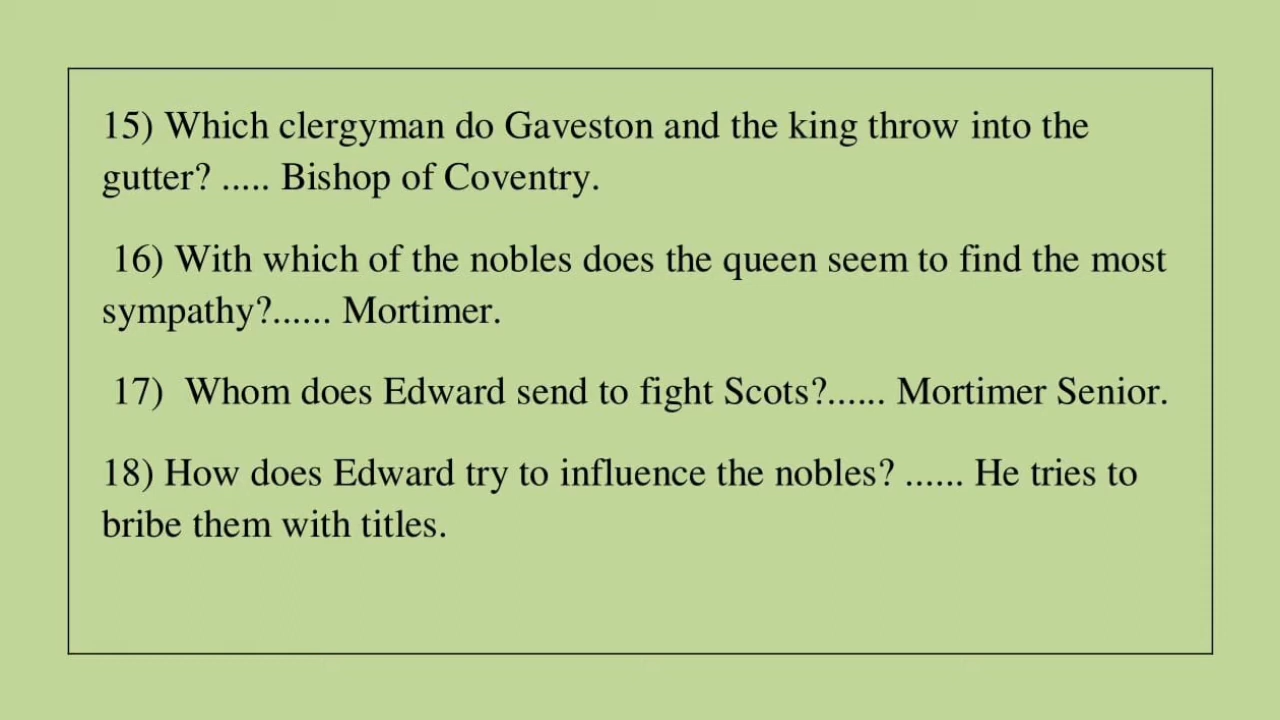 15) Which clergyman do Gaveston and the king throw into the
gutter? ..... Bishop of Coventry.
16) With which of the nobles does the queen seem to find the most
sympathy?...... Mortimer.
17)  Whom does Edward send to fight Scots?...... Mortimer Senior.
18) How does Edward try to influence the nobles? ...... He tries to
bribe them with titles.